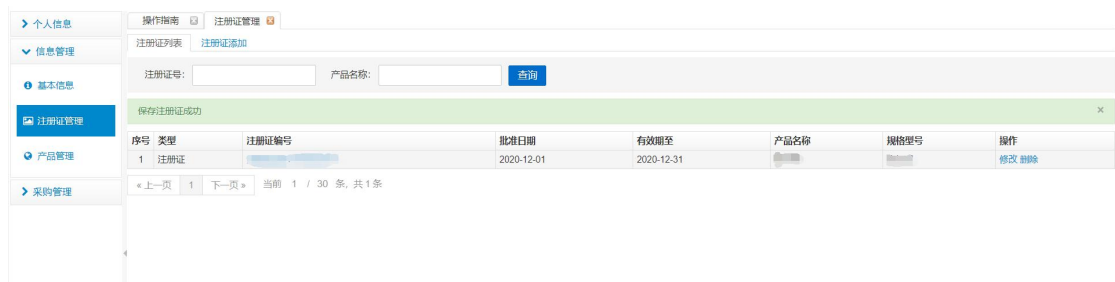 个人信息
信息管理
基本信息
注册证管理
产品管理
采购管理
操作指南 注册证管理
注册证列表 注册证添加
注册证号: 产品名称: 查询
保存注册证成功 ×
序号 类型 注册证编号 批准日期 有效期至 产品名称 规格型号 操作
1 注册证 2020-12-01 2020-12-31 修改 删除
« 上一页 1 下一页 » 当前 1 / 30 条, 共 1 条